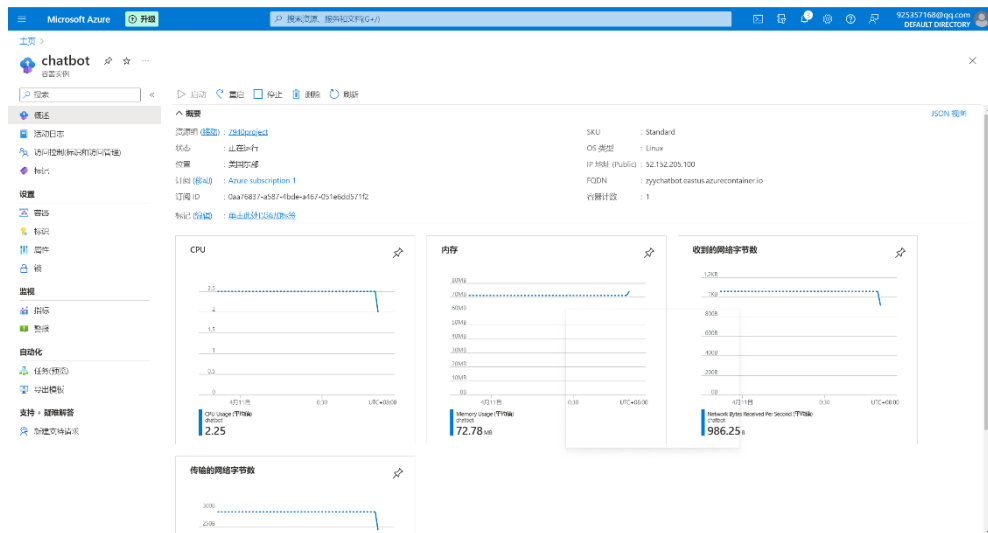 Microsoft Azure
升级
搜索资源、服务和文档(G+/)
925357168@qq.com
DEFAULT DIRECTORY
主页 >
chatbot
容器实例
搜索
启动 重启 停止 删除 刷新
概述
活动日志
访问控制(标识和访问管理)
标记
设置
容器
标识
属性
锁
监视
指标
警报
自动化
任务(预览)
导出模板
支持 + 疑难解答
新建支持请求
概要
JSON 视图
资源组 (移动) : 7940project
状态 : 正在运行
位置 : 美国东部
订阅 (移动) : Azure subscription 1
订阅 ID : 0aa76837-a587-4bde-a467-051e6dd571f2
标记 (编辑) : 单击此处以添加标签
SKU : Standard
OS 类型 : Linux
IP 地址 (Public) : 52.152.205.100
FQDN : zyychatbot.eastus.azurecontainer.io
容器计数 : 1
CPU
2.5
2
1.5
1
0.5
0
4月11日 0:30 UTC+08:00
CPU Usage (平均值)
chatbot
2.25
内存
80MB
70MB
60MB
50MB
40MB
30MB
20MB
10MB
0B
4月11日 0:30 UTC+08:00
Memory Usage (平均值)
chatbot
72.78 MB
收到的网络字节数
1.2KB
1KB
800B
600B
400B
200B
0B
4月11日 0:30 UTC+08:00
Network Bytes Received Per Second (平均值)
chatbot
986.25 B
传输的网络字节数
300B
250B